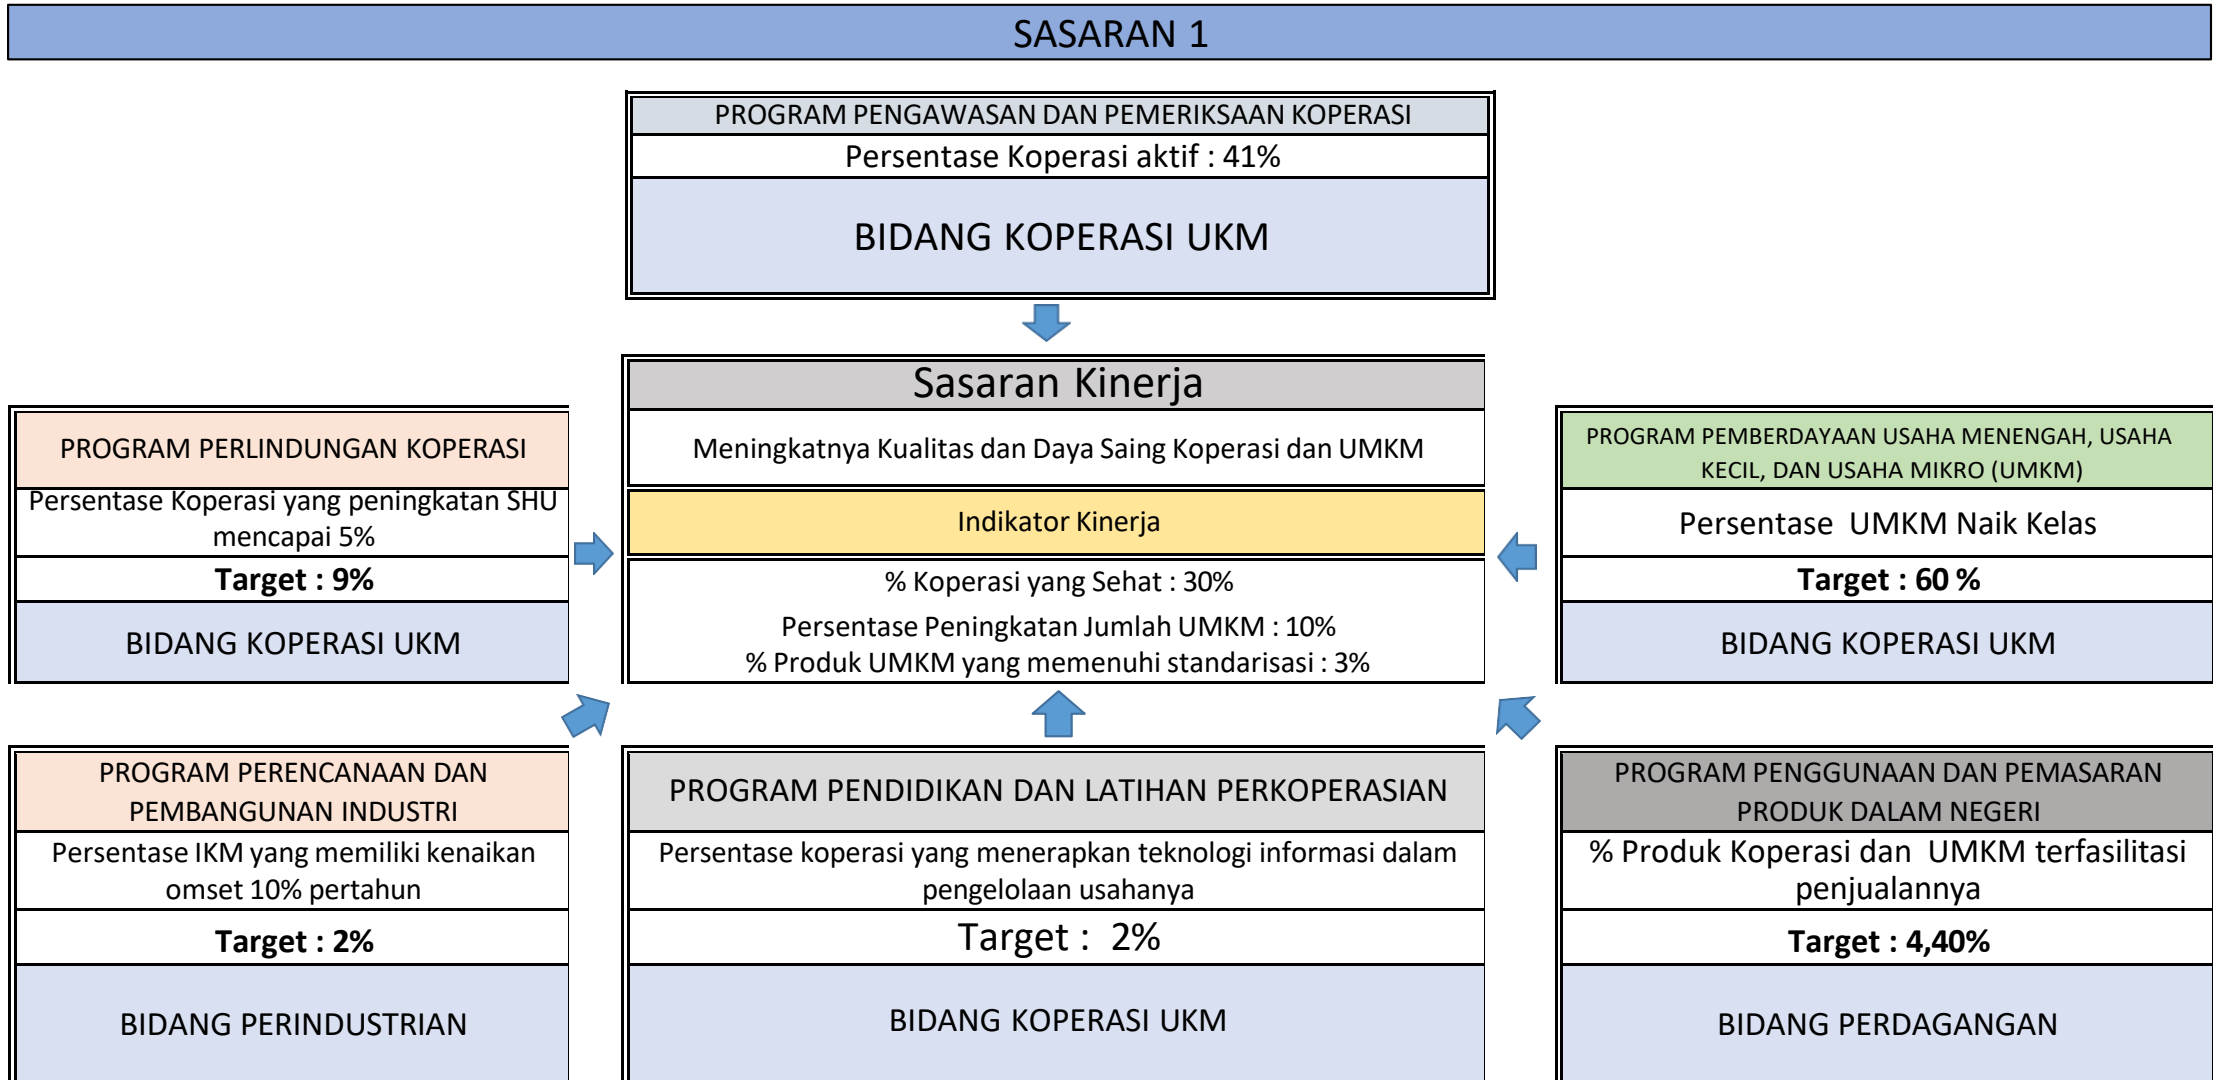 SASARAN 1
PROGRAM PENGAWASAN DAN PEMERIKSAAN KOPERASI
Persentase Koperasi aktif : 41%
BIDANG KOPERASI UKM
Sasaran Kinerja
Meningkatnya Kualitas dan Daya Saing Koperasi dan UMKM
Indikator Kinerja
% Koperasi yang Sehat : 30%
Persentase Peningkatan Jumlah UMKM : 10%
% Produk UMKM yang memenuhi standarisasi : 3%
PROGRAM PERLINDUNGAN KOPERASI
Persentase Koperasi yang peningkatan SHU
mencapai 5%
Target : 9%
BIDANG KOPERASI UKM
PROGRAM PEMBERDAYAAN USAHA MENENGAH, USAHA
KECIL, DAN USAHA MIKRO (UMKM)
Persentase UMKM Naik Kelas
Target : 60 %
BIDANG KOPERASI UKM
PROGRAM PERENCANAAN DAN
PEMBANGUNAN INDUSTRI
Persentase IKM yang memiliki kenaikan
omset 10% pertahun
Target : 2%
BIDANG PERINDUSTRIAN
PROGRAM PENDIDIKAN DAN LATIHAN PERKOPERASIAN
Persentase koperasi yang menerapkan teknologi informasi dalam
pengelolaan usahanya
Target : 2%
BIDANG KOPERASI UKM
PROGRAM PENGGUNAAN DAN PEMASARAN
PRODUK DALAM NEGERI
% Produk Koperasi dan UMKM terfasilitasi
penjualannya
Target : 4,40%
BIDANG PERDAGANGAN